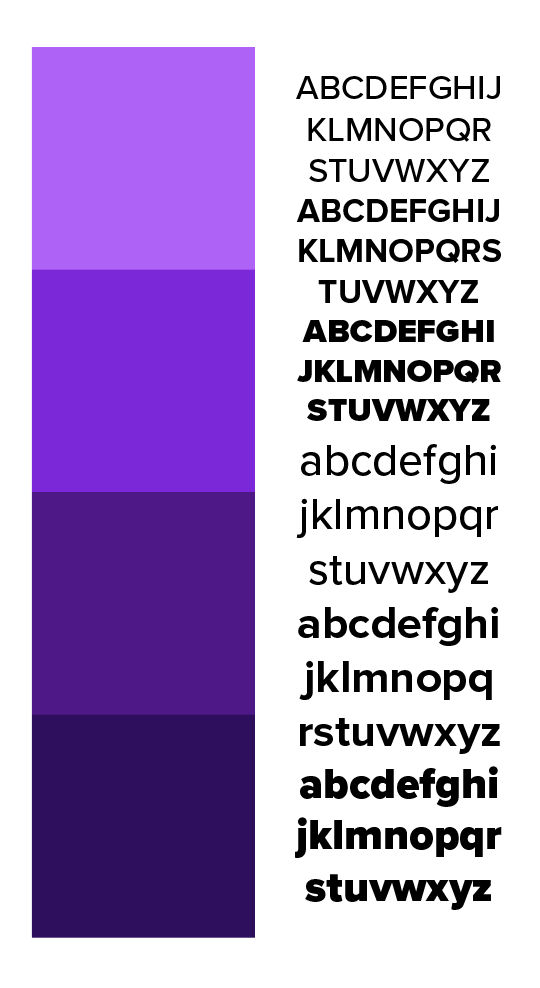 ABCDEFGHIJ
KLMNOPQR
STUVWXYZ
ABCDEFGHIJ
KLMNOPQRS
TUVWXYZ
ABCDEFGHI
JKLMNOPQR
STUVWXYZ
abcdefghi
jklmnopqr
stuvwxyz
abcdefghi
jklmnopq
rstuvwxyz
abcdefghi
jklmnopqr
stuvwxyz